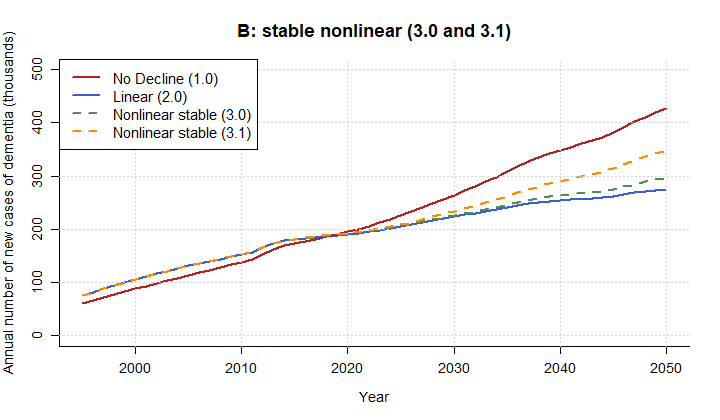 B: stable nonlinear (3.0 and 3.1)
Annual number of new cases of dementia (thousands)
500
400
300
200
100
0
No Decline (1.0)
Linear (2.0)
Nonlinear stable (3.0)
Nonlinear stable (3.1)
2000 2010 2020 2030 2040 2050
Year